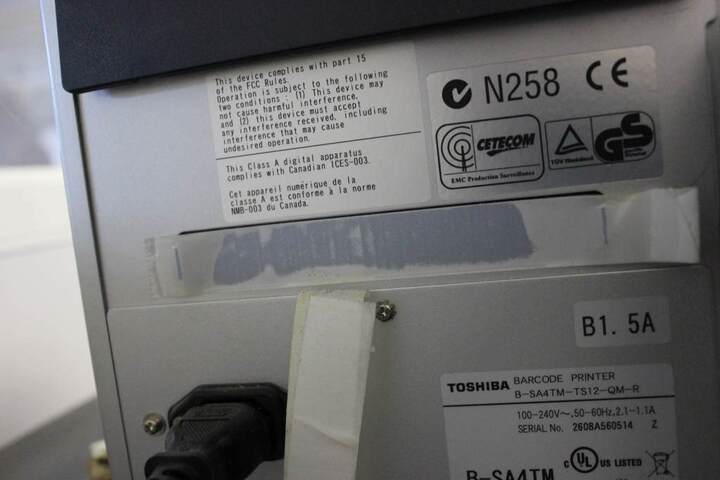 This device complies with part 15
of the FCC Rules.
Operation is subject to the following
two conditions : (1) This device may
not cause harmful interference,
and (2) this device must accept
any interference received, including
interference that may cause
undesired operation.
This Class A digital apparatus
complies with Canadian ICES-003.
Cet appareil numérique de la
classe A est conforme à la norme
NMB-003 du Canada.
N258 CE
CETECOM
EMC Production Surveillance
TÜV Rheinland
GS
B1. 5A
TOSHIBA BARCODE PRINTER
B-SA4TM-TS12-QM-R
100-240V~, 50-60Hz, 2.1-1.1A
SERIAL No. 2608A560514 Z
B-SA4TM
c UL US LISTED